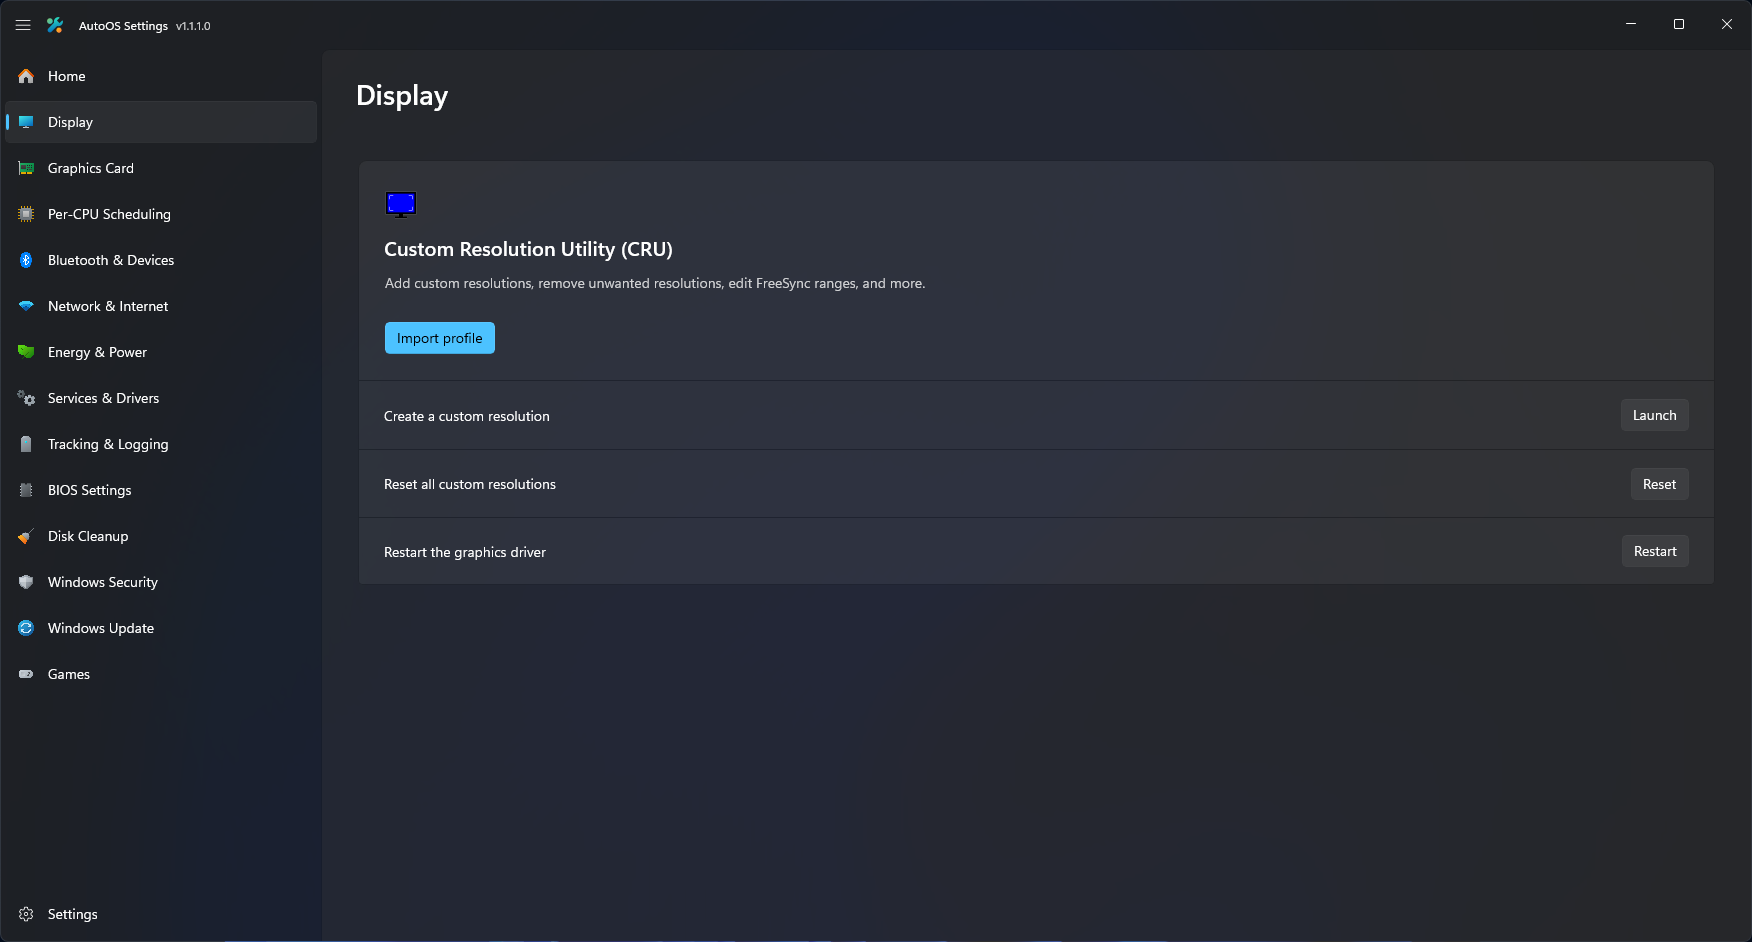 AutoOS Settings v1.1.1.0
Home
Display
Graphics Card
Per-CPU Scheduling
Bluetooth & Devices
Network & Internet
Energy & Power
Services & Drivers
Tracking & Logging
BIOS Settings
Disk Cleanup
Windows Security
Windows Update
Games
Settings
Display
Custom Resolution Utility (CRU)
Add custom resolutions, remove unwanted resolutions, edit FreeSync ranges, and more.
Import profile
Create a custom resolution
Launch
Reset all custom resolutions
Reset
Restart the graphics driver
Restart